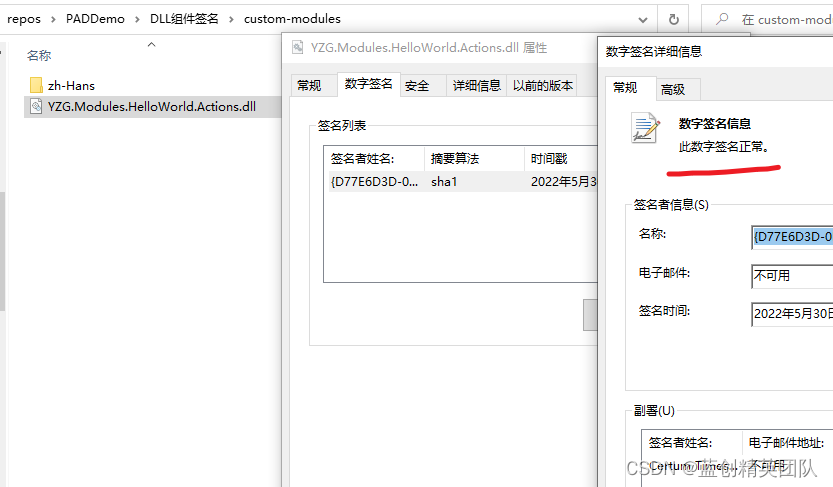 repos › PADDemo › DLL组件签名 › custom-modules
在 custom-modu
名称
zh-Hans
YZG.Modules.HelloWorld.Actions.dll
YZG.Modules.HelloWorld.Actions.dll 属性
常规 数字签名 安全 详细信息 以前的版本
签名列表
签名者姓名: 摘要算法 时间戳
{D77E6D3D-0... sha1 2022年5月3
数字签名详细信息
常规 高级
数字签名信息
此数字签名正常。
签名者信息(S)
名称: {D77E6D3D-0
电子邮件: 不可用
签名时间: 2022年5月30日
副署(U)
签名者姓名: 电子邮件地址:
Certum Times... 不可用
CSDN @蓝创精英团队